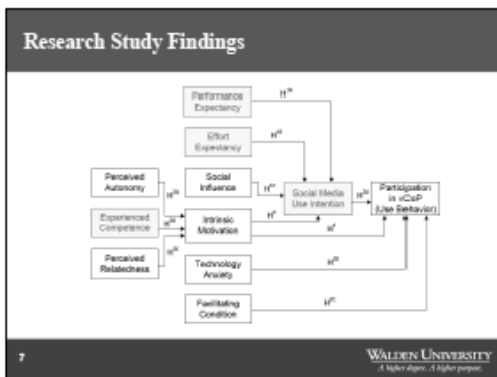 Research Study Findings
Performance
Expectancy
Effort
Expectancy
Perceived
Autonomy
Social
Influence
Social Media
Use Intention
Participation
in vCoP
(Use Behavior)
Experienced
Competence
Intrinsic
Motivation
Perceived
Relatedness
Technology
Anxiety
Facilitating
Condition
7
WALDEN UNIVERSITY
A higher degree. A higher purpose.